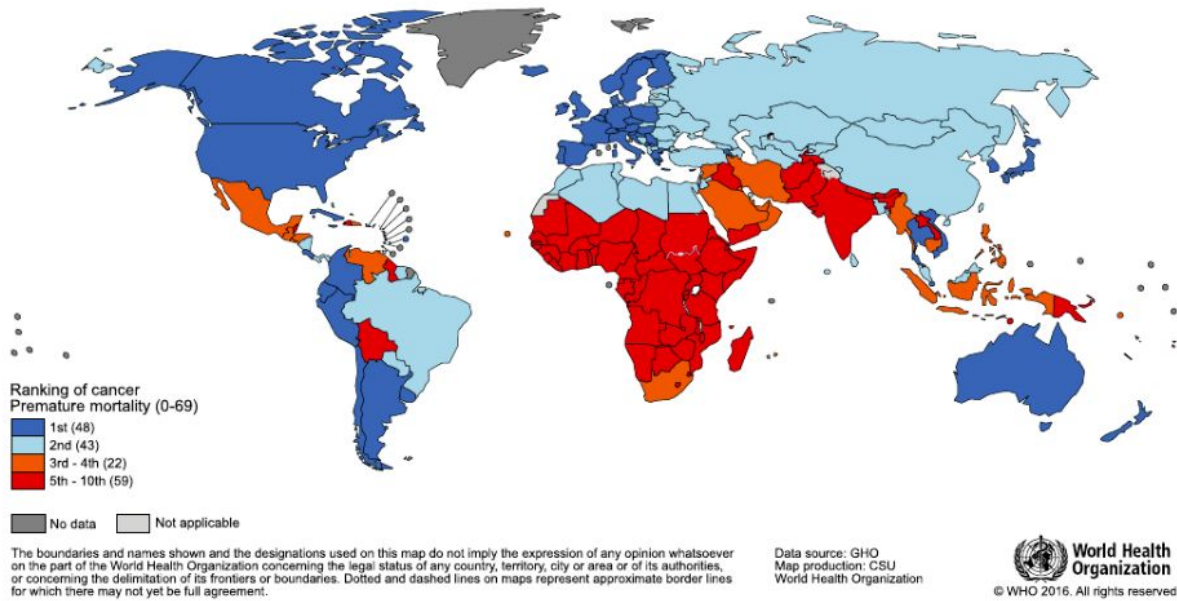 Ranking of cancer
Premature mortality (0-69)
1st (48)
2nd (43)
3rd - 4th (22)
5th - 10th (59)
No data
Not applicable
The boundaries and names shown and the designations used on this map do not imply the expression of any opinion whatsoever
on the part of the World Health Organization concerning the legal status of any country, territory, city or area or of its authorities,
or concerning the delimitation of its frontiers or boundaries. Dotted and dashed lines on maps represent approximate border lines
for which there may not yet be full agreement.
Data source: GHO
Map production: CSU
World Health Organization
World Health
Organization
© WHO 2016. All rights reserved